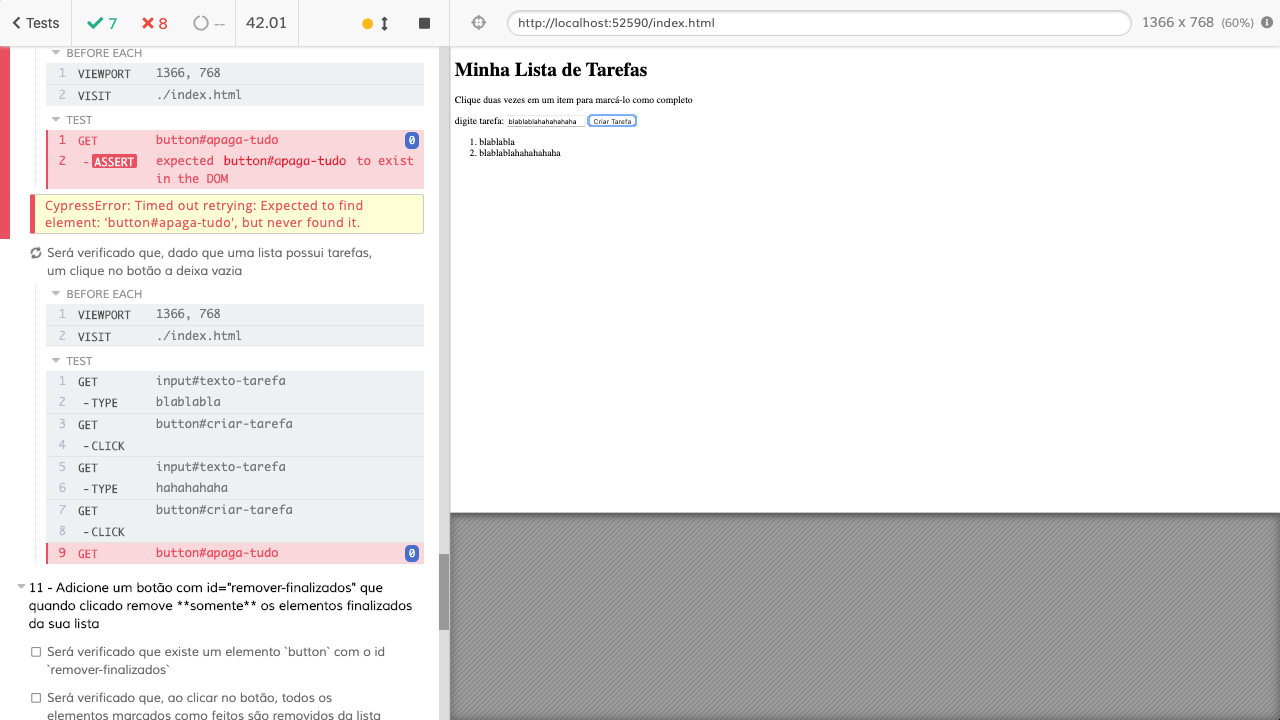 Tests
7
8
--
42.01
http://localhost:52590/index.html
1366 x 768 (60%)
BEFORE EACH
1 VIEWPORT 1366, 768
2 VISIT ./index.html
TEST
1 GET button#apaga-tudo 0
2 -ASSERT expected button#apaga-tudo to exist
in the DOM
CypressError: Timed out retrying: Expected to find
element: 'button#apaga-tudo', but never found it.
Será verificado que, dado que uma lista possui tarefas,
um clique no botão a deixa vazia
BEFORE EACH
1 VIEWPORT 1366, 768
2 VISIT ./index.html
TEST
1 GET input#texto-tarefa
2 -TYPE blablabla
3 GET button#criar-tarefa
4 -CLICK
5 GET input#texto-tarefa
6 -TYPE hahahahaha
7 GET button#criar-tarefa
8 -CLICK
9 GET button#apaga-tudo 0
11 - Adicione um botão com id="remover-finalizados" que
quando clicado remove **somente** os elementos finalizados
da sua lista
Será verificado que existe um elemento `button` com o id
`remover-finalizados`
Será verificado que, ao clicar no botão, todos os
elementos marcados como feitos são removidos da lista
Minha Lista de Tarefas
Clique duas vezes em um item para marcá-lo como completo
digite tarefa: blablablahahahahaha Criar Tarefa
1. blablabla
2. blablablahahahahaha